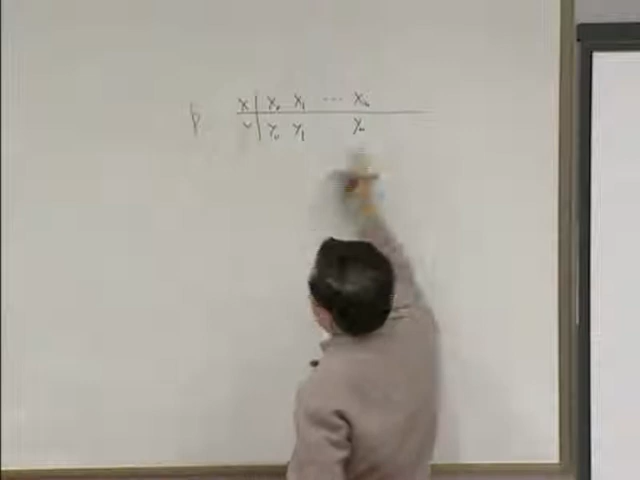 p x | x₀ x₁ ... xₙ
y | y₀ y₁ yₙ